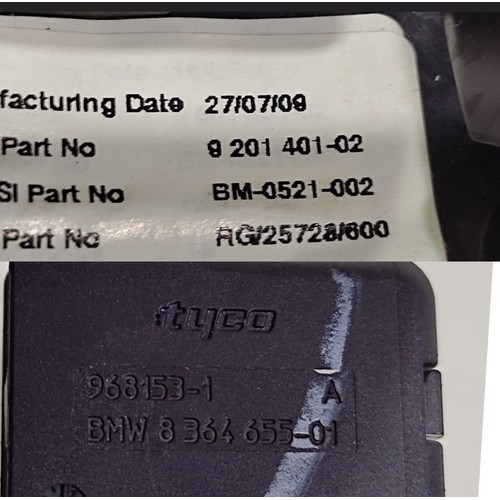 facturing Date 27/07/09
Part No 9 201 401-02
SI Part No BM-0521-002
Part No RG/25728/600
tyco
968153-1 A
BMW 8 364 655-01